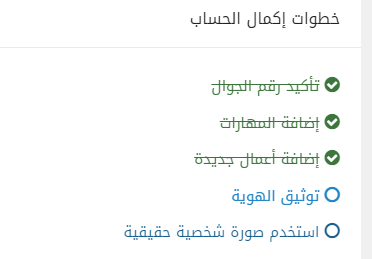 خطوات إكمال الحساب
تأكيد رقم الجوال
إضافة المهارات
إضافة أعمال جديدة
توثيق الهوية
استخدم صورة شخصية حقيقية